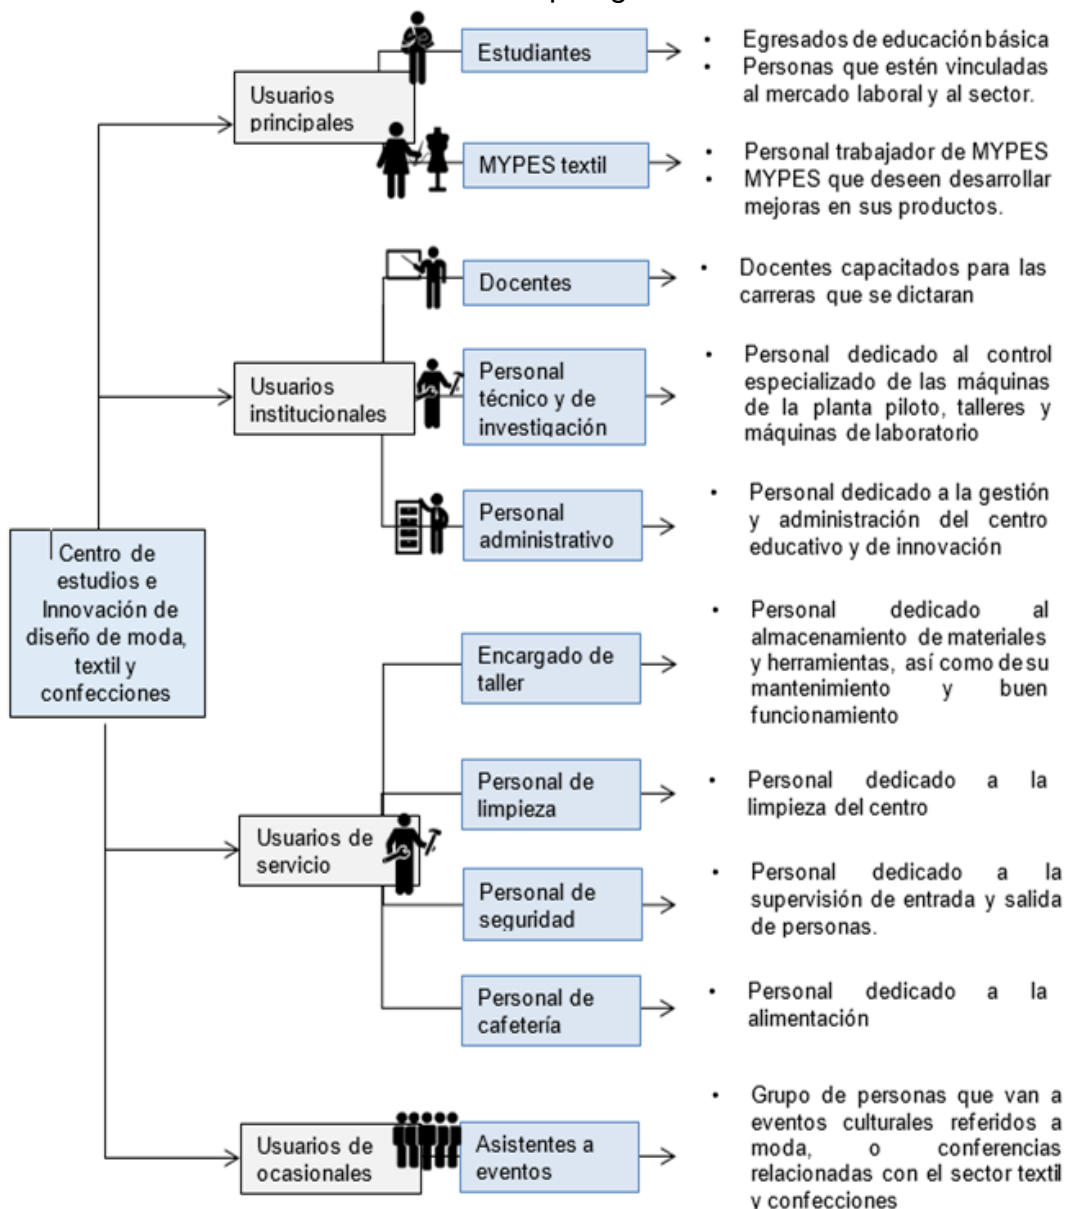 Estudiantes
• Egresados de educación básica
• Personas que estén vinculadas
al mercado laboral y al sector.
Usuarios
principales
MYPES textil
• Personal trabajador de MYPES
• MYPES que deseen desarrollar
mejoras en sus productos.
Docentes
• Docentes capacitados para las
carreras que se dictaran
Usuarios
institucionales
Personal
técnico y de
investigación
• Personal dedicado al control
especializado de las máquinas
de la planta piloto, talleres y
máquinas de laboratorio
Personal
administrativo
• Personal dedicado a la gestión
y administración del centro
educativo y de innovación
Centro de
estudios e
Innovación de
diseño de moda,
textil y
confecciones
Encargado de
taller
• Personal dedicado al
almacenamiento de materiales
y herramientas, así como de su
mantenimiento y buen
funcionamiento
Personal de
limpieza
• Personal dedicado a la
limpieza del centro
Usuarios de
servicio
Personal de
seguridad
• Personal dedicado a la
supervisión de entrada y salida
de personas.
Personal de
cafetería
• Personal dedicado a la
alimentación
Usuarios de
ocasionales
Asistentes a
eventos
• Grupo de personas que van a
eventos culturales referidos a
moda, o conferencias
relacionadas con el sector textil
y confecciones